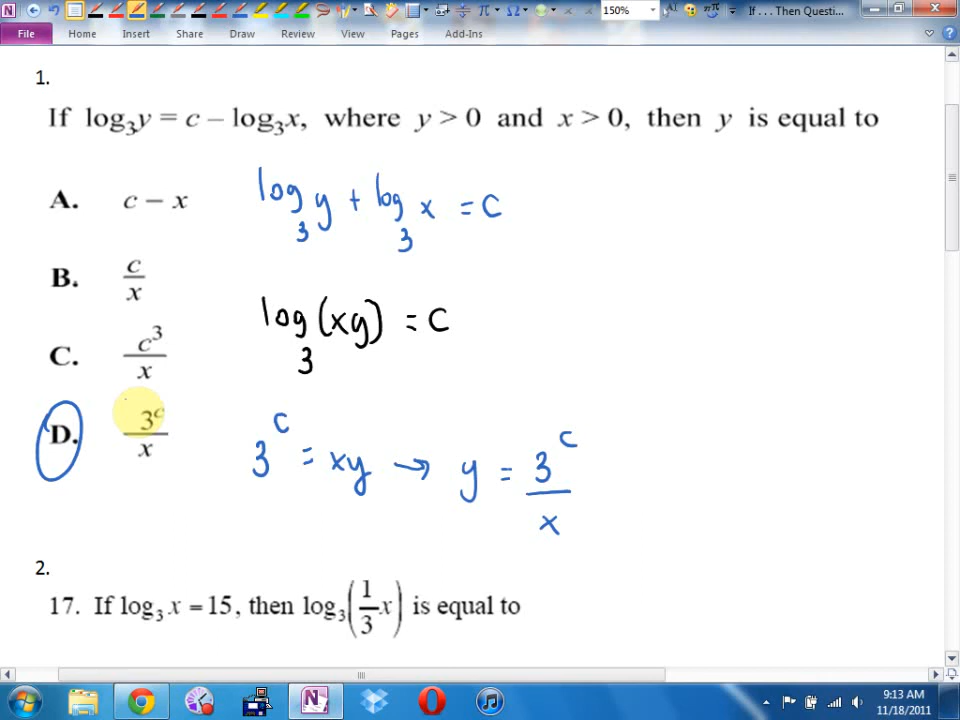 150%
If . . . Then Questi...
File Home Insert Share Draw Review View Pages Add-Ins
1.
If log₃y = c – log₃x, where y > 0 and x > 0, then y is equal to
A. c – x
log₃ y + log₃ x = c
B. c/x
log₃ (xy) = c
C. c³/x
D. 3ᶜ/x
3ᶜ = xy → y = 3ᶜ/x
2.
17. If log₃ x = 15, then log₃(1/3 x) is equal to
9:13 AM
11/18/2011